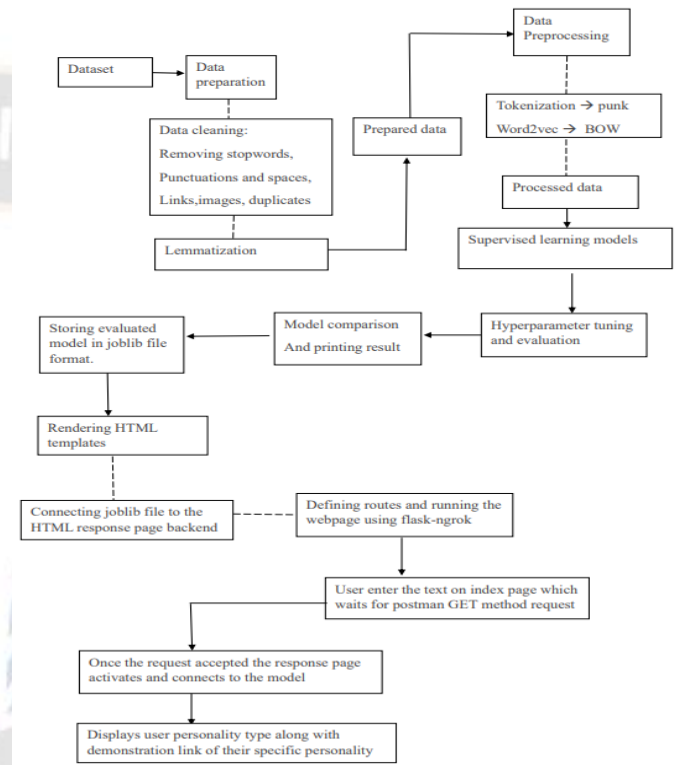 Dataset
Data
preparation
Data cleaning:
Removing stopwords,
Punctuations and spaces,
Links,images, duplicates
Lemmatization
Prepared data
Data
Preprocessing
Tokenization → punk
Word2vec → BOW
Processed data
Supervised learning models
Hyperparameter tuning
and evaluation
Model comparison
And printing result
Storing evaluated
model in joblib file
format.
Rendering HTML
templates
Connecting joblib file to the
HTML response page backend
Defining routes and running the
webpage using flask-ngrok
User enter the text on index page which
waits for postman GET method request
Once the request accepted the response page
activates and connects to the model
Displays user personality type along with
demonstration link of their specific personality